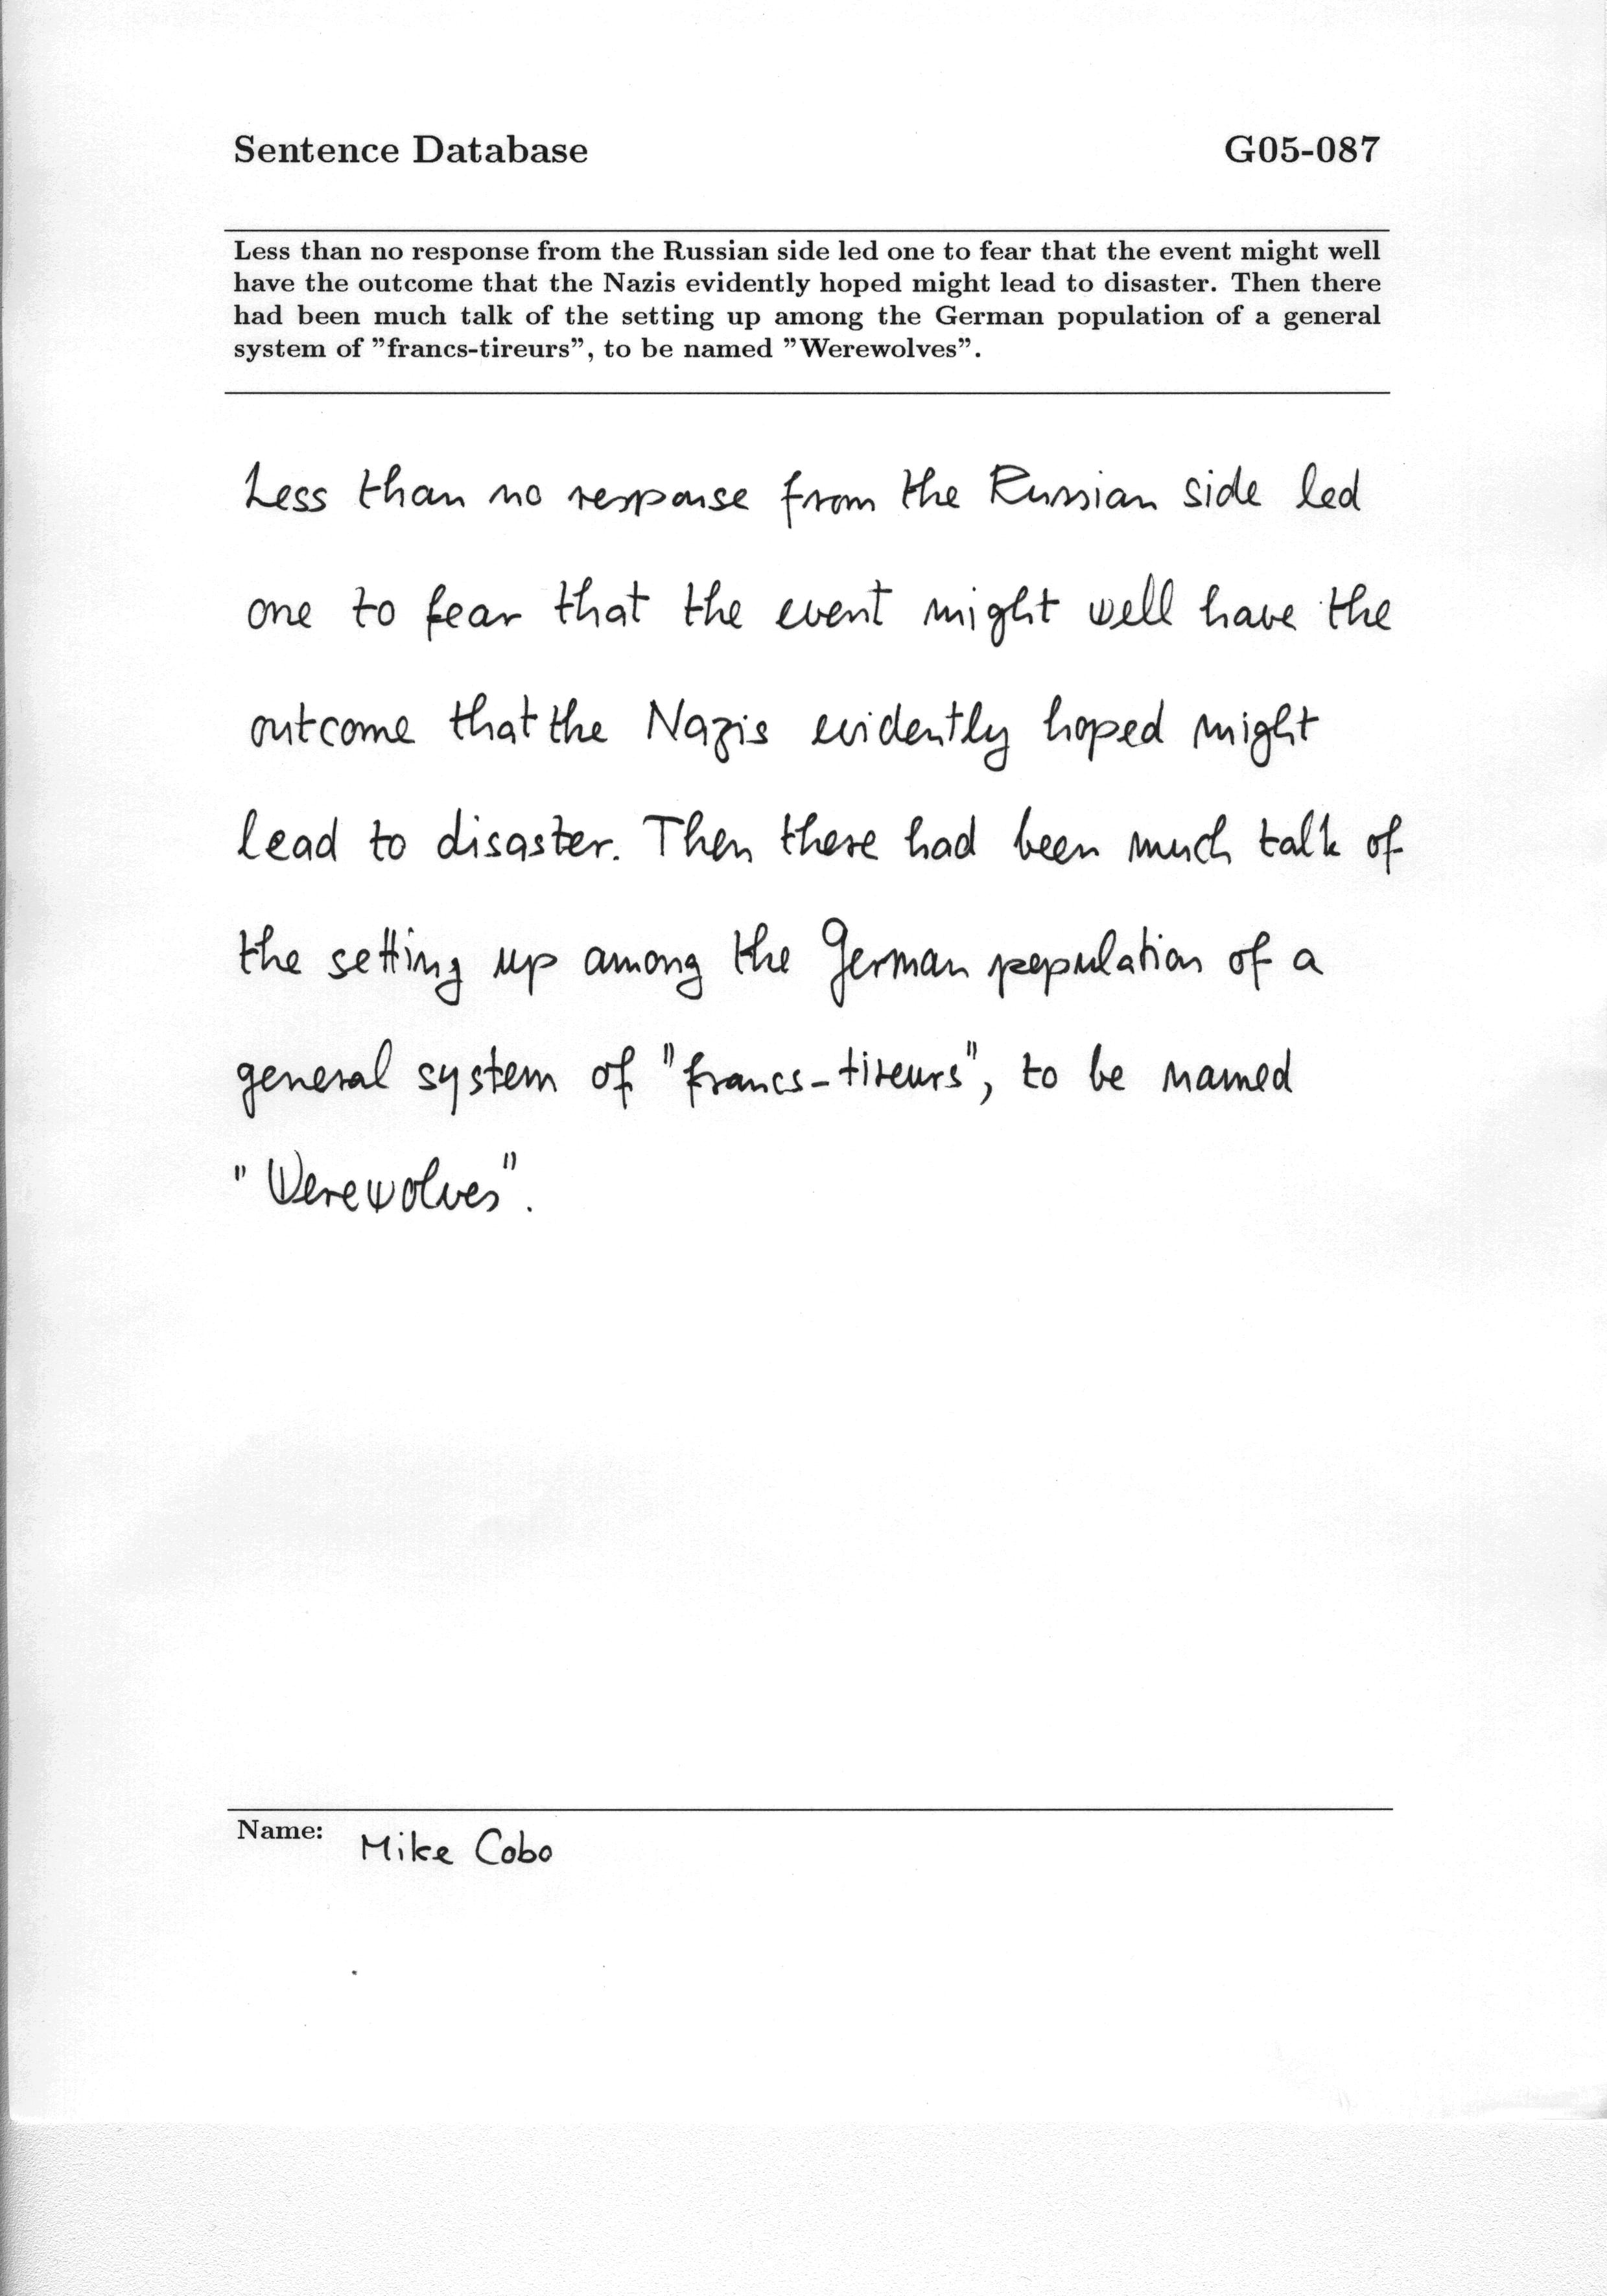 Sentence Database G05-087
Less than no response from the Russian side led one to fear that the event might well
have the outcome that the Nazis evidently hoped might lead to disaster. Then there
had been much talk of the setting up among the German population of a general
system of "francs-tireurs", to be named "Werewolves".
Less than no response from the Russian side led
one to fear that the event might well have the
outcome that the Nazis evidently hoped might
lead to disaster. Then there had been much talk of
the setting up among the German population of a
general system of "francs-tireurs", to be named
"Werewolves".
Name: Mike Cobo